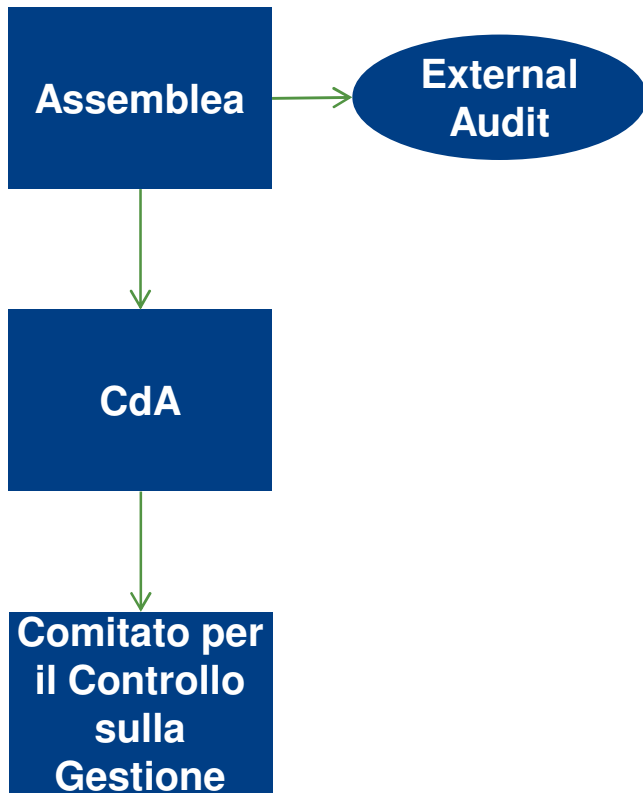 Assemblea
External
Audit
CdA
Comitato per
il Controllo
sulla
Gestione